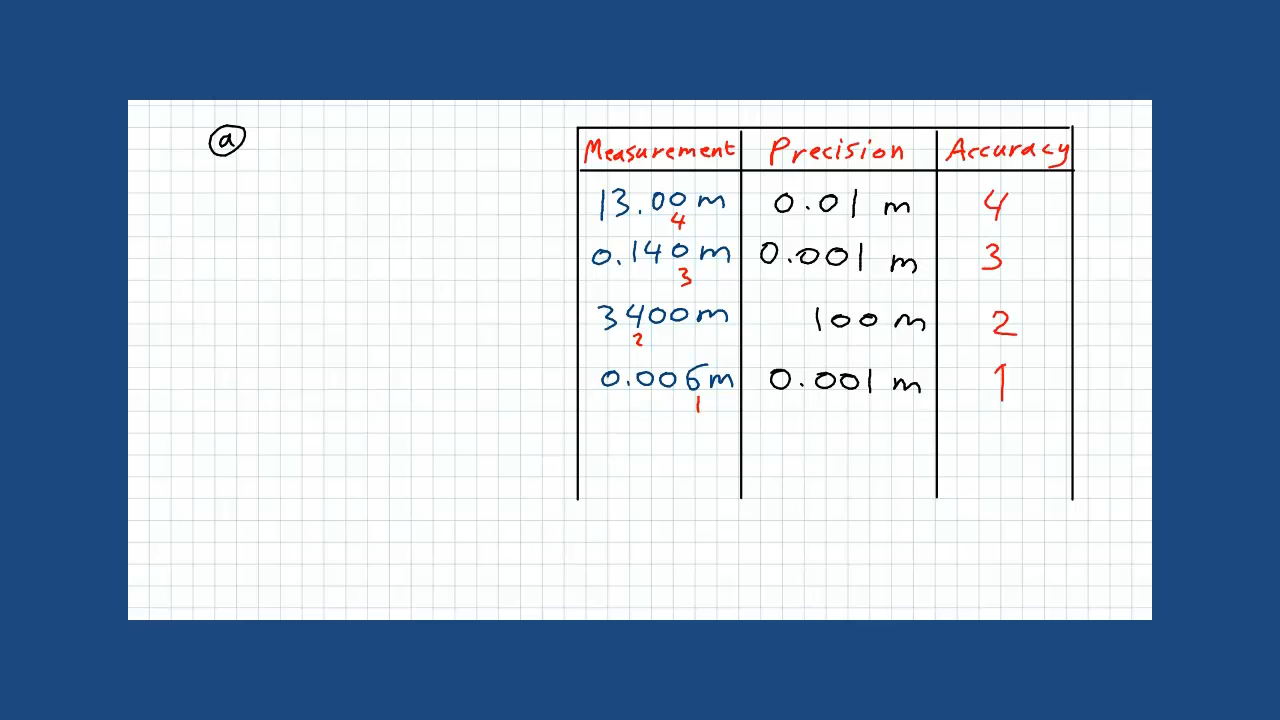 a
Measurement Precision Accuracy
13.00 m 0.01 m 4
4
0.140 m 0.001 m 3
3
3400 m 100 m 2
2
0.006 m 0.001 m 1
1